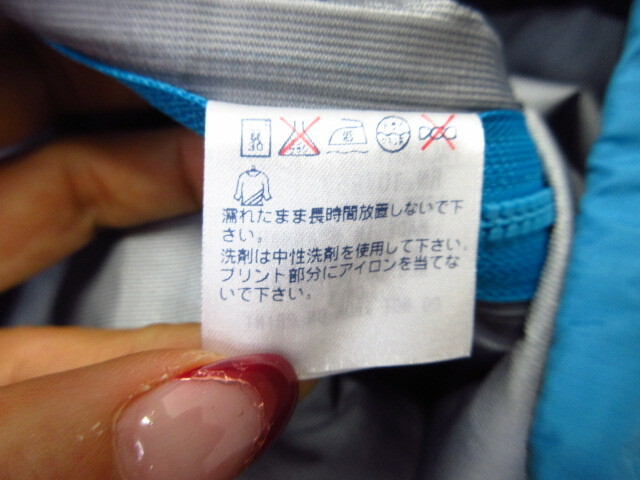 濡れたまま長時間放置しないで下
さい。
洗剤は中性洗剤を使用して下さい。
プリント部分にアイロンを当てな
いで下さい。